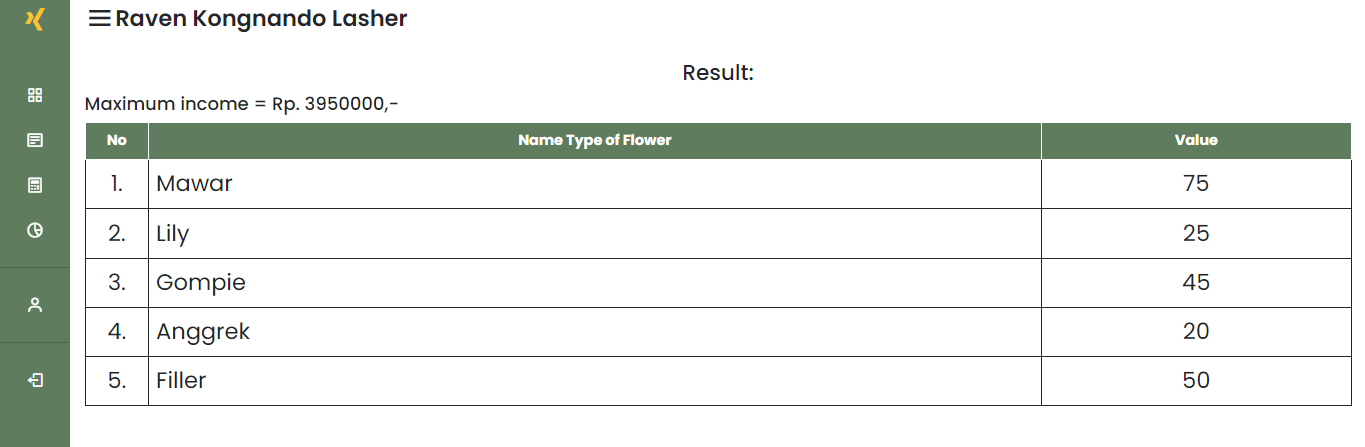 Raven Kongnando Lasher
Result:
Maximum income = Rp. 3950000,-
No Name Type of Flower Value
1. Mawar 75
2. Lily 25
3. Gompie 45
4. Anggrek 20
5. Filler 50